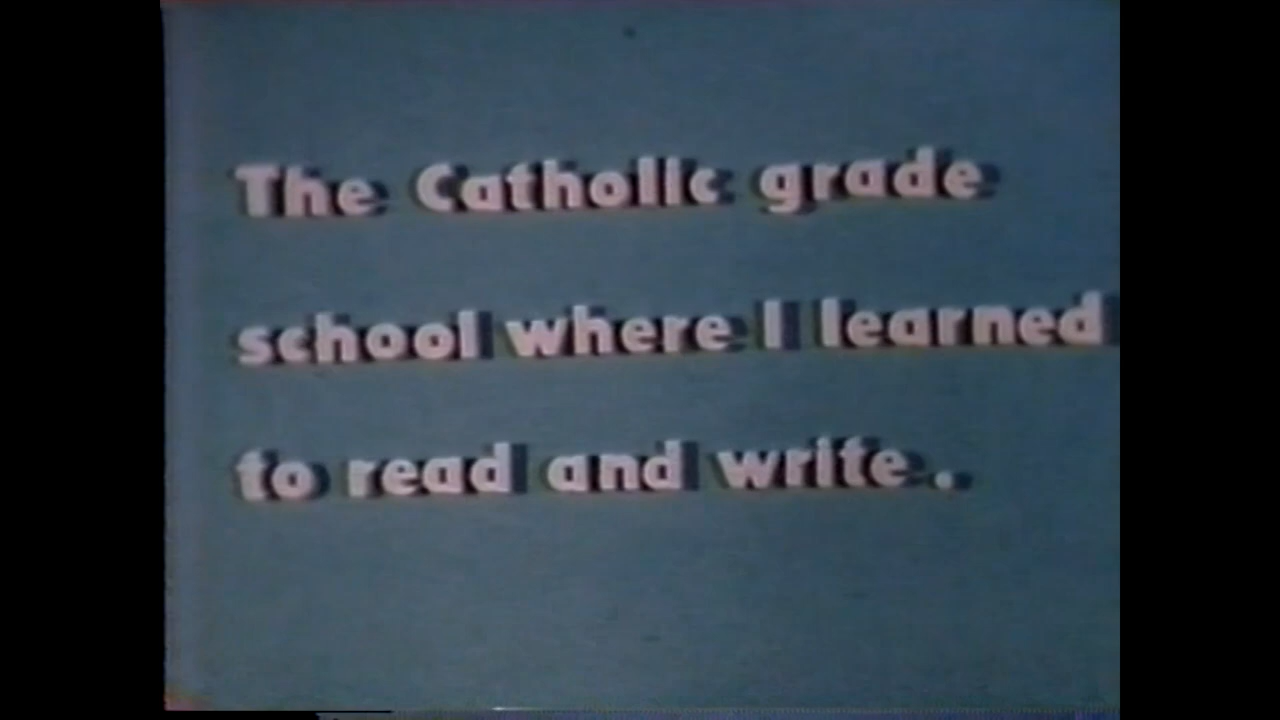 The Catholic grade
school where I learned
to read and write.